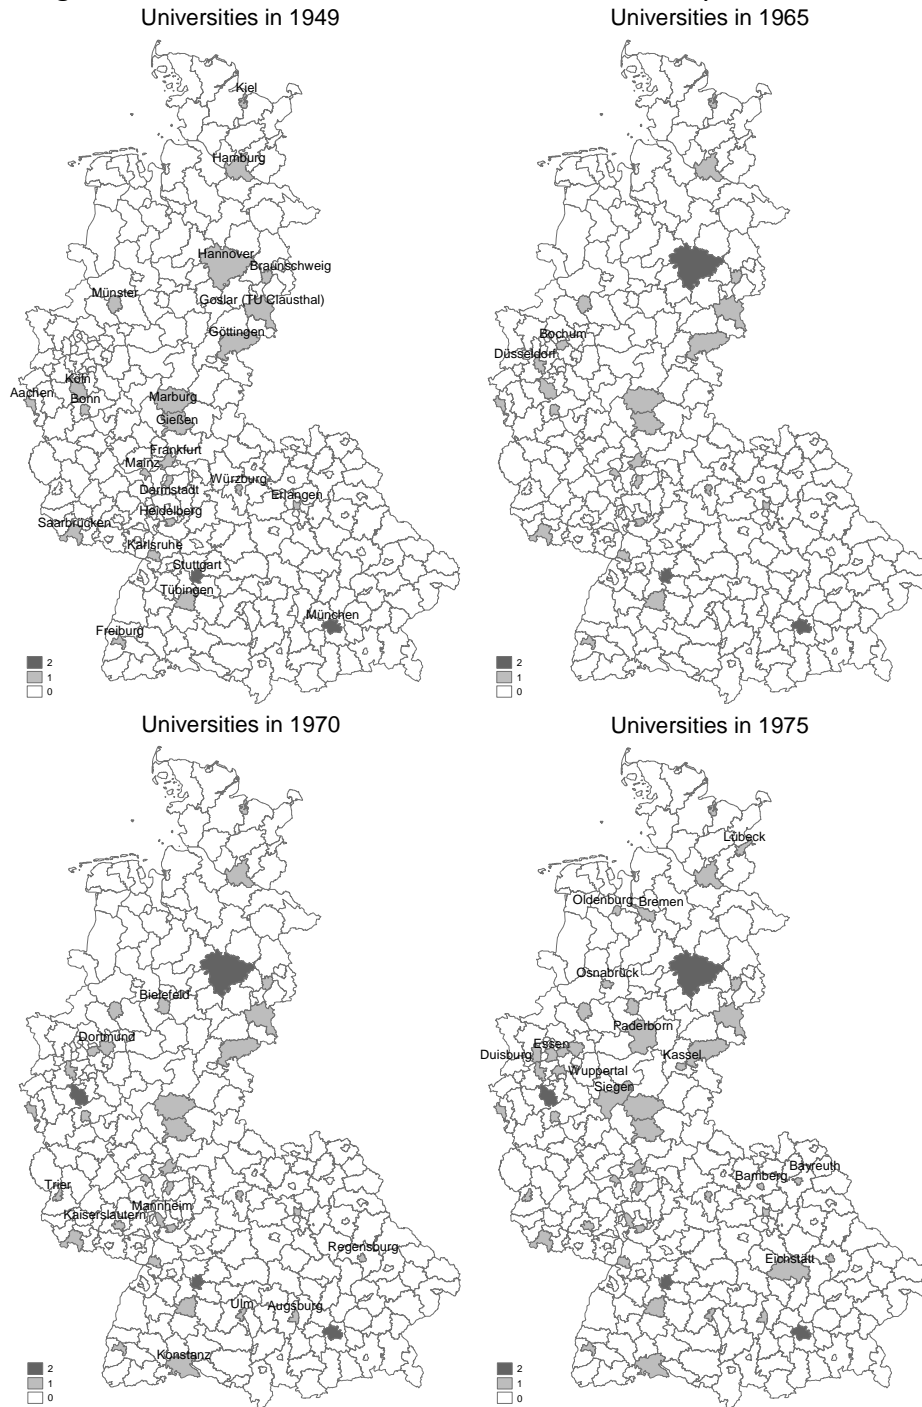 Universities in 1949
Kiel
Hamburg
Hannover
Braunschweig
Münster
Goslar (TU Clausthal)
Göttingen
Köln
Aachen
Bonn
Marburg
Gießen
Frankfurt
Mainz
Würzburg
Darmstadt
Erlangen
Heidelberg
Saarbrücken
Karlsruhe
Stuttgart
Tübingen
München
Freiburg
2
1
0
Universities in 1965
Bochum
Düsseldorf
2
1
0
Universities in 1970
Bielefeld
Dortmund
Trier
Mannheim
Kaiserslautern
Regensburg
Ulm
Augsburg
Konstanz
2
1
0
Universities in 1975
Lübeck
Oldenburg
Bremen
Osnabrück
Paderborn
Essen
Duisburg
Kassel
Wuppertal
Siegen
Bayreuth
Bamberg
Eichstätt
2
1
0